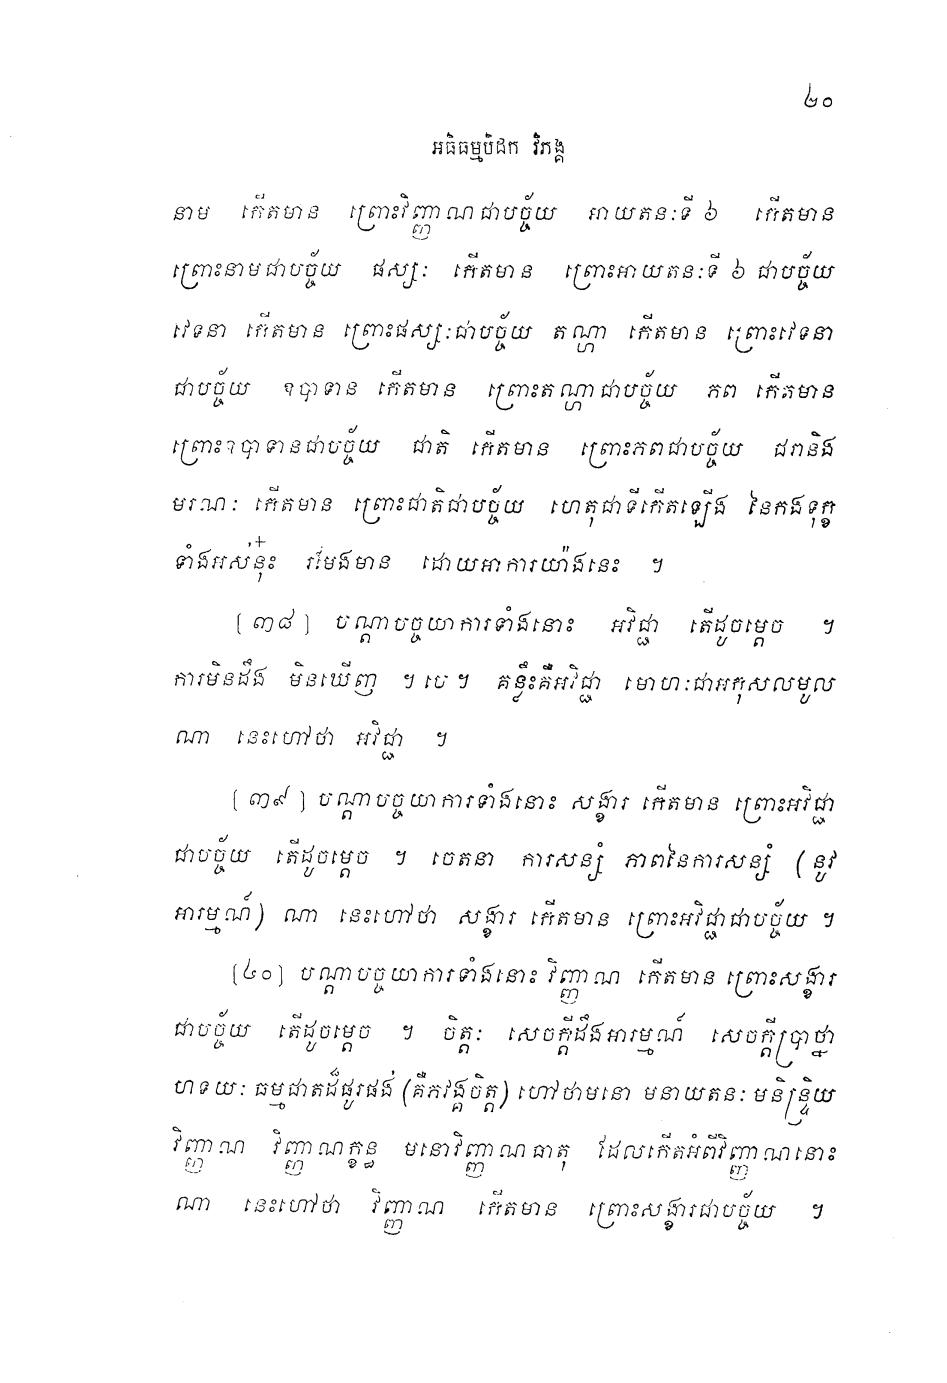 ២០
អភិធម្មបិដក វិភង្គ
នាម កើតមាន ព្រោះវិញ្ញាណជាបច្ច័យ អាយតនៈទី ៦ កើតមាន
ព្រោះនាមជាបច្ច័យ ផស្សៈ កើតមាន ព្រោះអាយតនៈទី ៦ ជាបច្ច័យ
វេទនា កើតមាន ព្រោះផស្សៈជាបច្ច័យ តណ្ហា កើតមាន ព្រោះវេទនា
ជាបច្ច័យ ឧបាទាន កើតមាន ព្រោះតណ្ហាជាបច្ច័យ ភព កើតមាន
ព្រោះឧបាទានជាបច្ច័យ ជាតិ កើតមាន ព្រោះភពជាបច្ច័យ ជរានិង
មរណៈ កើតមាន ព្រោះជាតិជាបច្ច័យ ហេតុជាទីកើតឡើង នៃកងទុក្ខ
ទាំងអស់នុ៎ះ រមែងមាន ដោយអាការយ៉ាងនេះ ។
(៣៨) បណ្តាបច្ចយាការទាំងនោះ អវិជ្ជា តើដូចម្តេច ។
ការមិនដឹង មិនឃើញ ។ បេ ។ គន្លឹះគឺអវិជ្ជា មោហៈជាអកុសលមូល
ណា នេះហៅថា អវិជ្ជា ។
(៣៩) បណ្តាបច្ចយាការទាំងនោះ សង្ខារ កើតមាន ព្រោះអវិជ្ជា
ជាបច្ច័យ តើដូចម្តេច ។ ចេតនា ការសន្សំ ភាពនៃការសន្សំ (នូវ
អារម្មណ៍) ណា នេះហៅថា សង្ខារ កើតមាន ព្រោះអវិជ្ជាជាបច្ច័យ ។
(៤០) បណ្តាបច្ចយាការទាំងនោះ វិញ្ញាណ កើតមាន ព្រោះសង្ខារ
ជាបច្ច័យ តើដូចម្តេច ។ ចិត្តៈ សេចក្តីដឹងអារម្មណ៍ សេចក្តីប្រាថ្នា
ហទយៈ ធម្មជាតដ៏ផូរផង់ (គឺភវង្គចិត្ត) ហៅថាមនោ មនាយតនៈ មនិន្ទ្រិយ
វិញ្ញាណ វិញ្ញាណក្ខន្ធ មនោវិញ្ញាណធាតុ ដែលកើតអំពីវិញ្ញាណនោះ
ណា នេះហៅថា វិញ្ញាណ កើតមាន ព្រោះសង្ខារជាបច្ច័យ ។